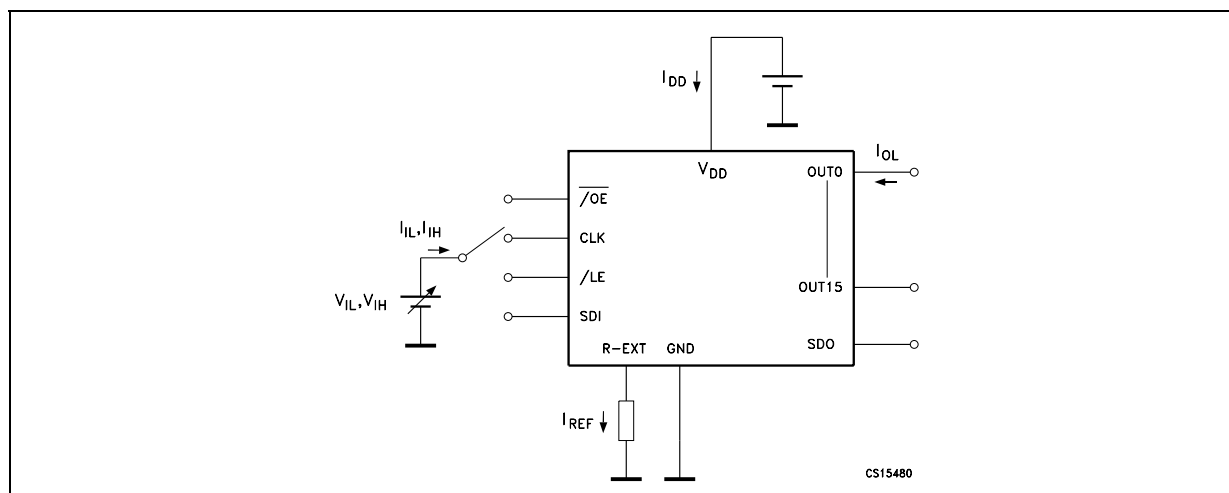 I_DD
V_DD
I_OL
OUT0
/OE
I_IL,I_IH
CLK
/LE
OUT15
V_IL,V_IH
SDI
SDO
R-EXT GND
I_REF
CS15480